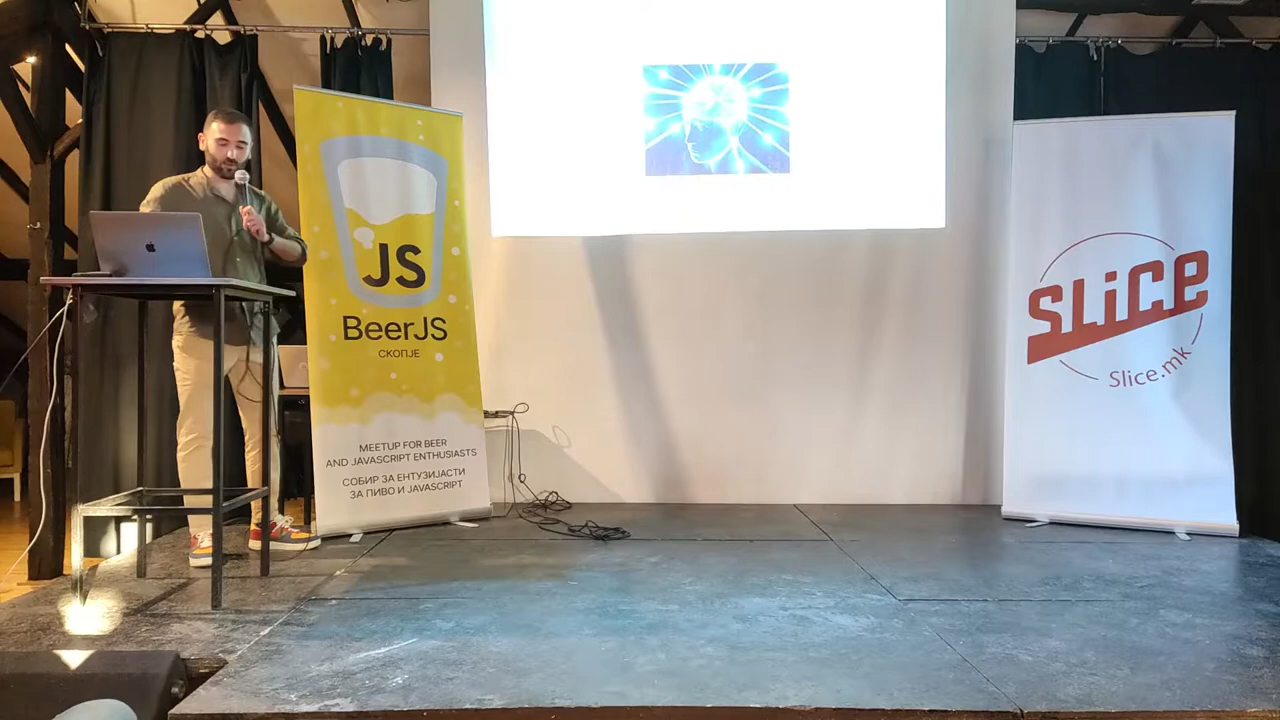 JS
BeerJS
СКОПЈЕ
MEETUP FOR BEER
AND JAVASCRIPT ENTHUSIASTS
СОБИР ЗА ЕНТУЗИЈАСТИ
ЗА ПИВО И JAVASCRIPT
SLiCe
Slice.mk